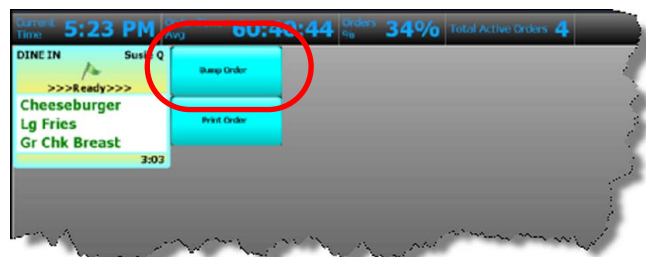 Current Time 5:23 PM Avg 60:40:44 Orders % 34% Total Active Orders 4
DINE IN Susie Q
>>>Ready>>>
Cheeseburger
Lg Fries
Gr Chk Breast
3:03
Bump Order
Print Order